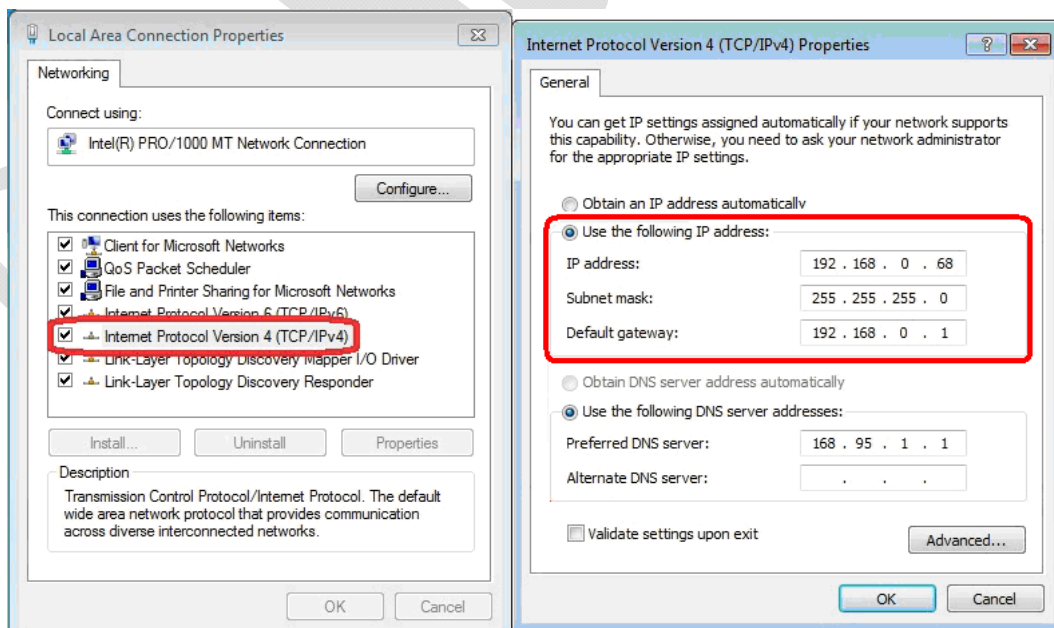 Local Area Connection Properties
Networking
Connect using:
Intel(R) PRO/1000 MT Network Connection
Configure...
This connection uses the following items:
Client for Microsoft Networks
QoS Packet Scheduler
File and Printer Sharing for Microsoft Networks
Internet Protocol Version 6 (TCP/IPv6)
Internet Protocol Version 4 (TCP/IPv4)
Link-Layer Topology Discovery Mapper I/O Driver
Link-Layer Topology Discovery Responder
Install...
Uninstall
Properties
Description
Transmission Control Protocol/Internet Protocol. The default
wide area network protocol that provides communication
across diverse interconnected networks.
OK
Cancel
Internet Protocol Version 4 (TCP/IPv4) Properties
General
You can get IP settings assigned automatically if your network supports
this capability. Otherwise, you need to ask your network administrator
for the appropriate IP settings.
Obtain an IP address automatically
Use the following IP address:
IP address: 192 . 168 . 0 . 68
Subnet mask: 255 . 255 . 255 . 0
Default gateway: 192 . 168 . 0 . 1
Obtain DNS server address automatically
Use the following DNS server addresses:
Preferred DNS server: 168 . 95 . 1 . 1
Alternate DNS server: . . .
Validate settings upon exit
Advanced...
OK
Cancel